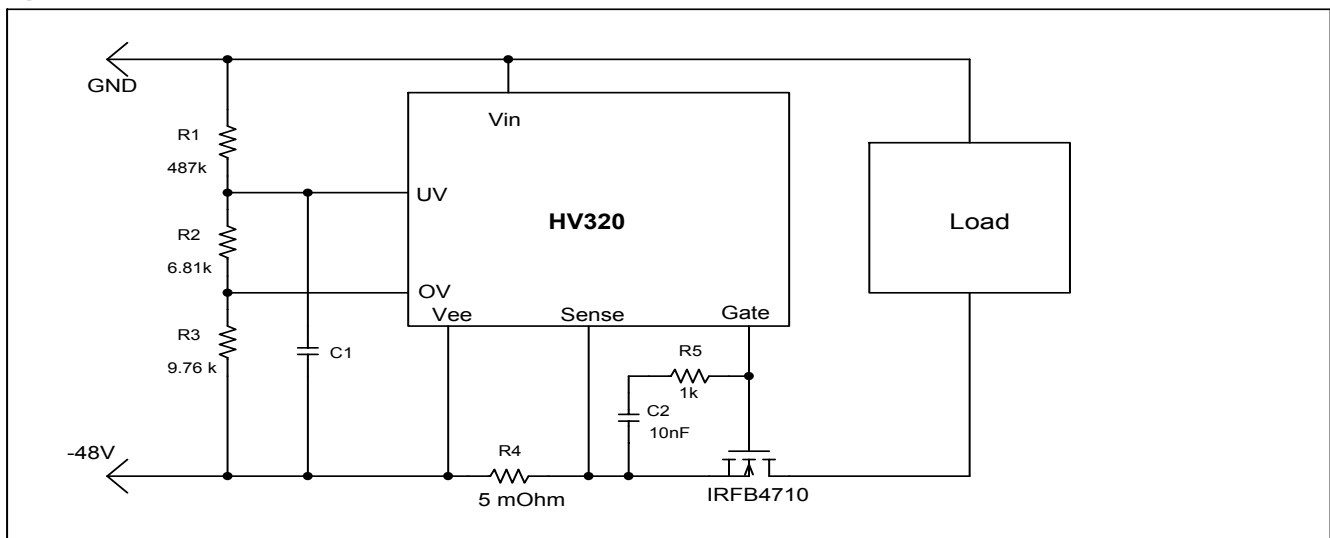 GND
R1
487k
Vin
UV
HV320
Load
R2
6.81k
OV
Vee
Sense
Gate
R3
9.76 k
C1
R5
1k
C2
10nF
-48V
R4
5 mOhm
IRFB4710